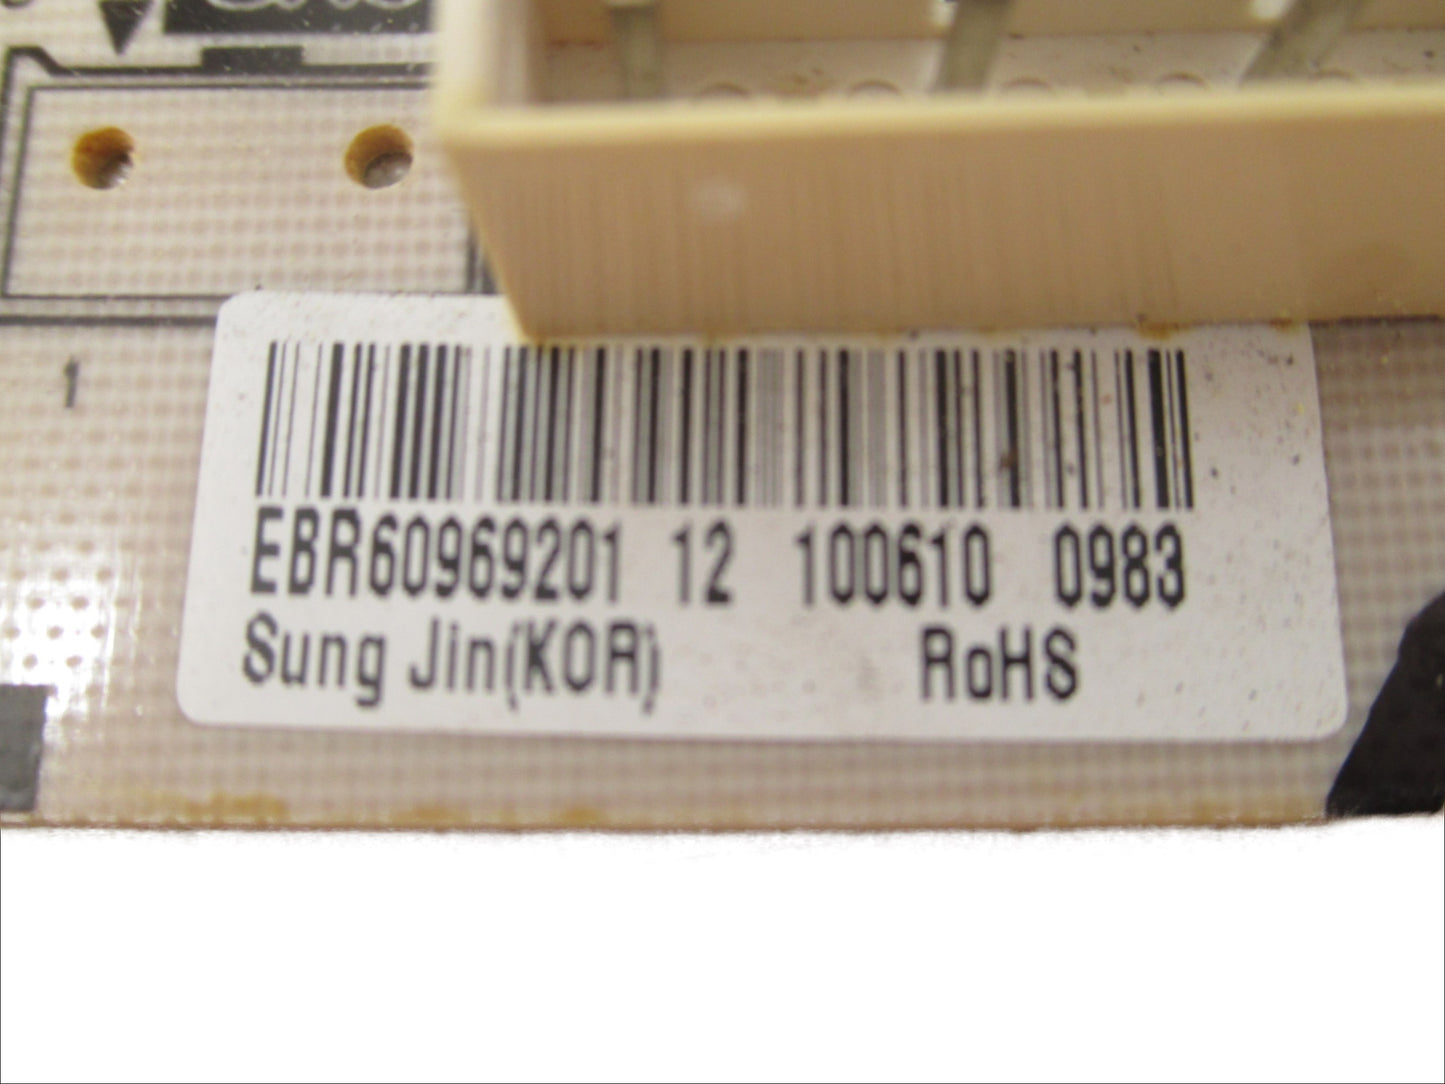 1
EBR60969201 12 100610 0983
Sung Jin(KOR) RoHS